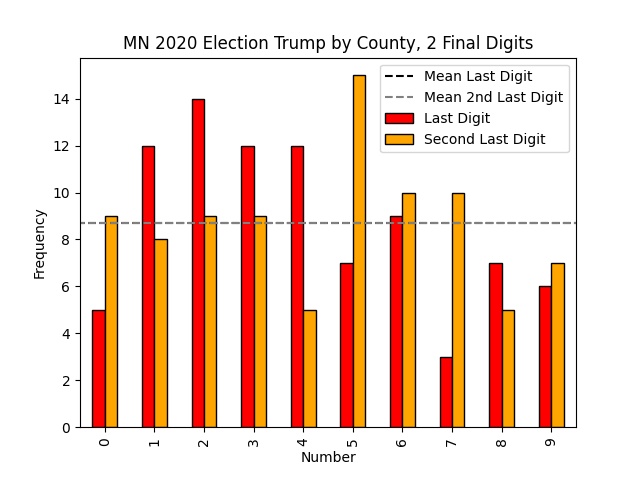 MN 2020 Election Trump by County, 2 Final Digits
Mean Last Digit
Mean 2nd Last Digit
Last Digit
Second Last Digit
Frequency
14
12
10
8
6
4
2
0
0 1 2 3 4 5 6 7 8 9
Number